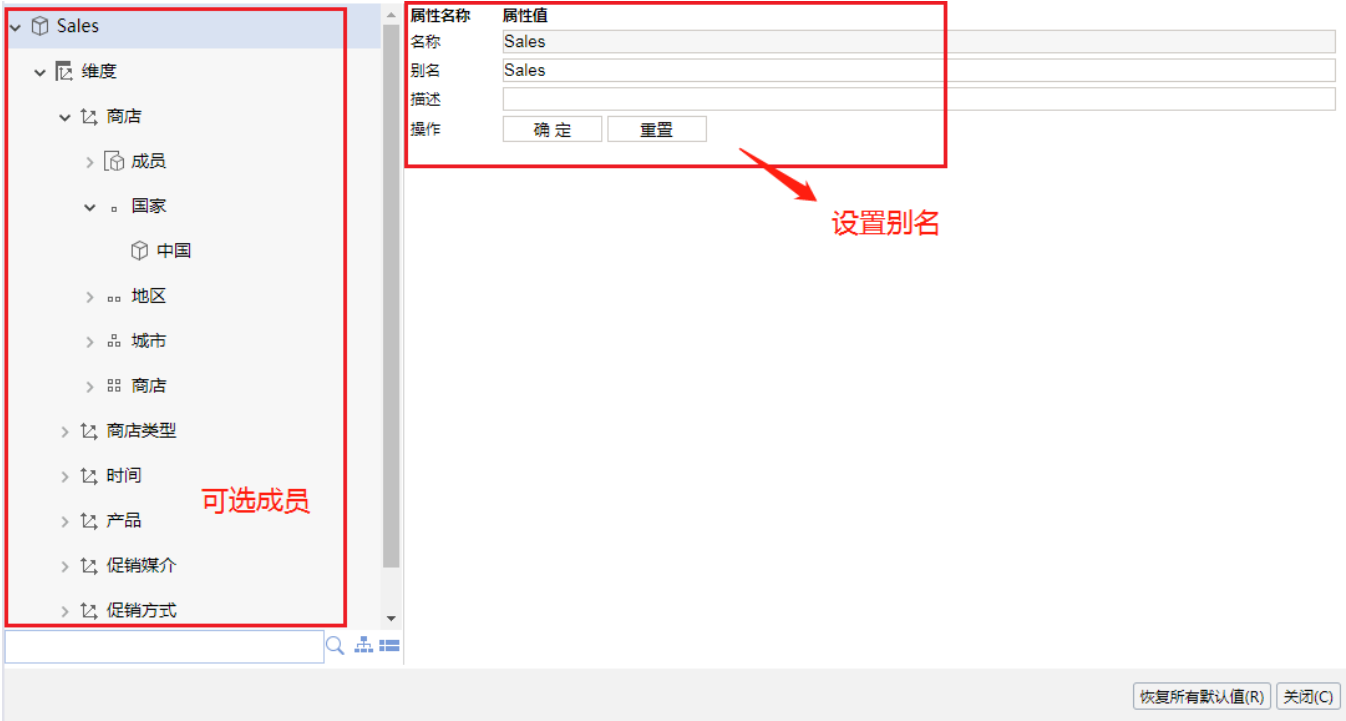 Sales
维度
商店
成员
国家
中国
地区
城市
商店
商店类型
时间
产品
促销媒介
促销方式
可选成员
属性名称 属性值
名称 Sales
别名 Sales
描述
操作 确 定 重置
设置别名
恢复所有默认值(R) 关闭(C)